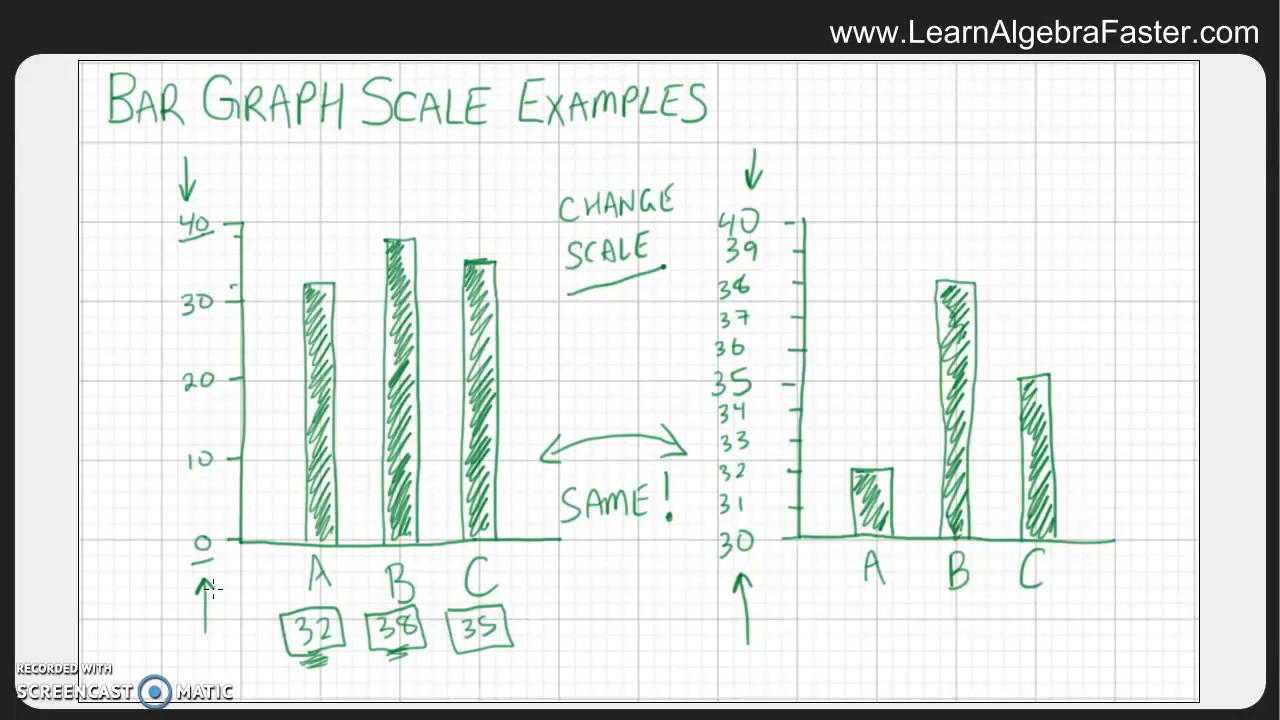 www.LearnAlgebraFaster.com
BAR GRAPH SCALE EXAMPLES
40
30
20
10
0
A B C
32 38 35
CHANGE
SCALE
SAME!
40
39
38
37
36
35
34
33
32
31
30
A B C
RECORDED WITH
SCREENCAST MATIC